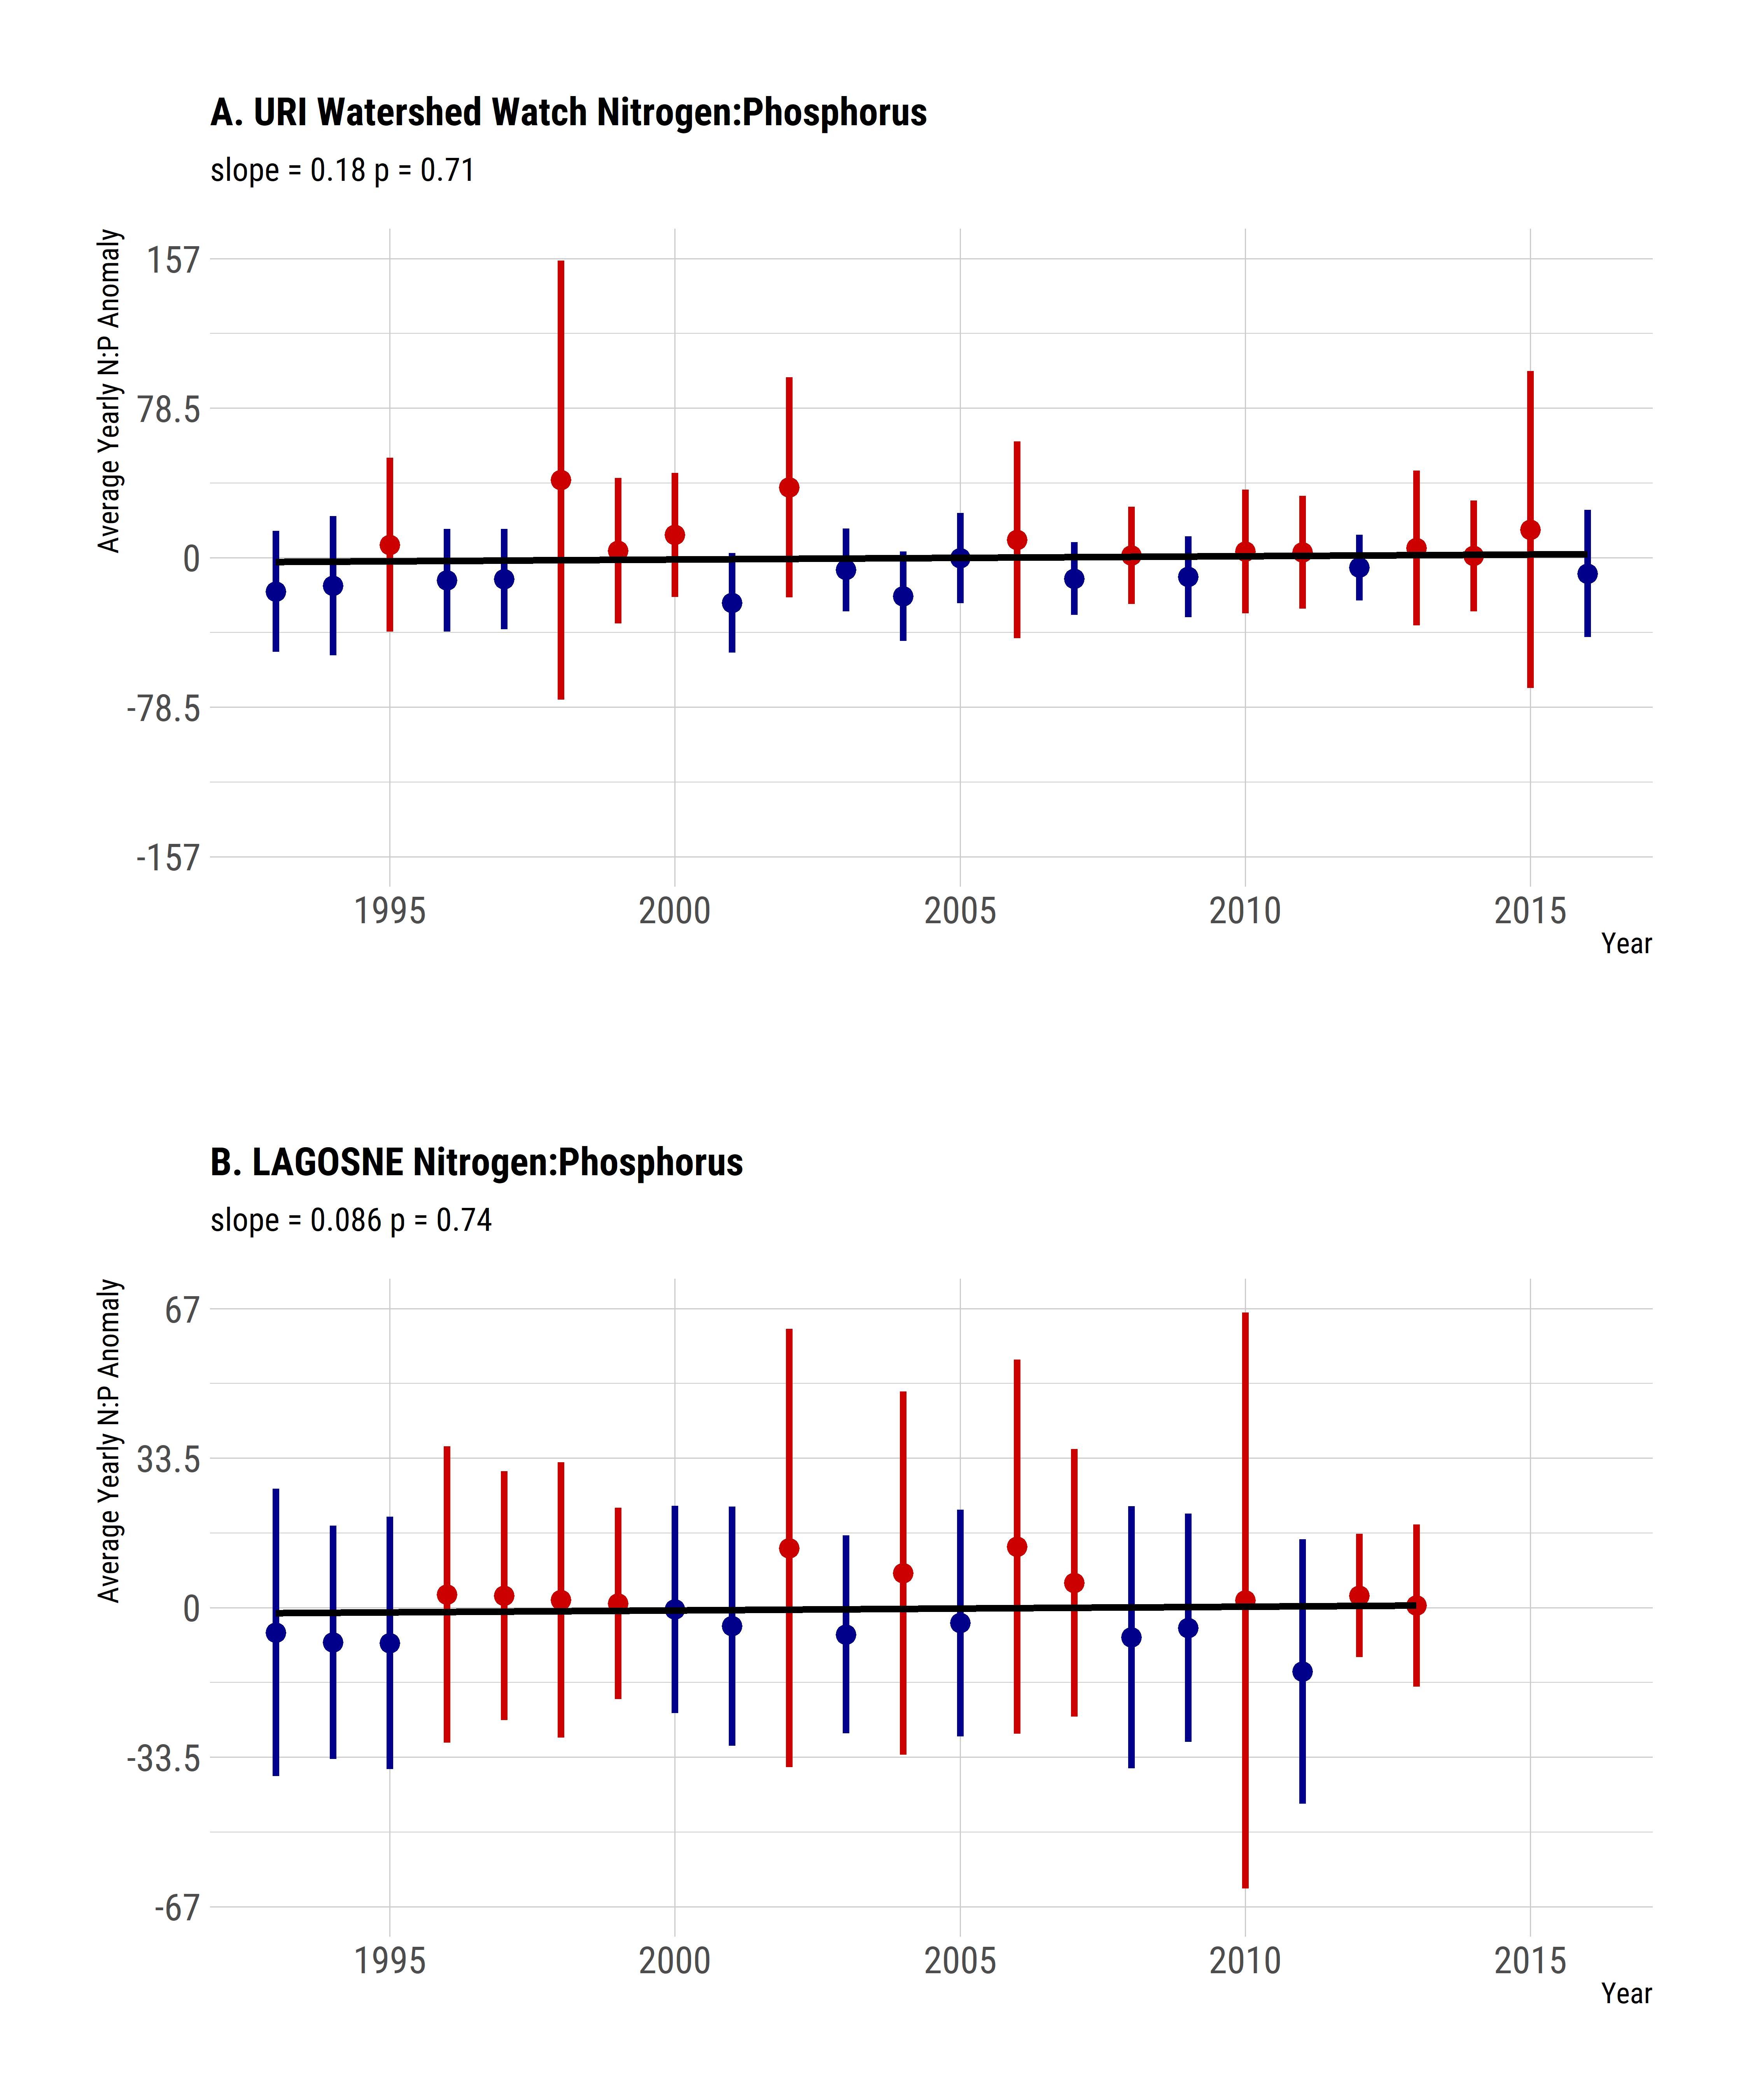 A. URI Watershed Watch Nitrogen:Phosphorus
slope = 0.18 p = 0.71
Average Yearly N:P Anomaly
157
78.5
0
-78.5
-157
1995 2000 2005 2010 2015
Year
B. LAGOSNE Nitrogen:Phosphorus
slope = 0.086 p = 0.74
Average Yearly N:P Anomaly
67
33.5
0
-33.5
-67
1995 2000 2005 2010 2015
Year